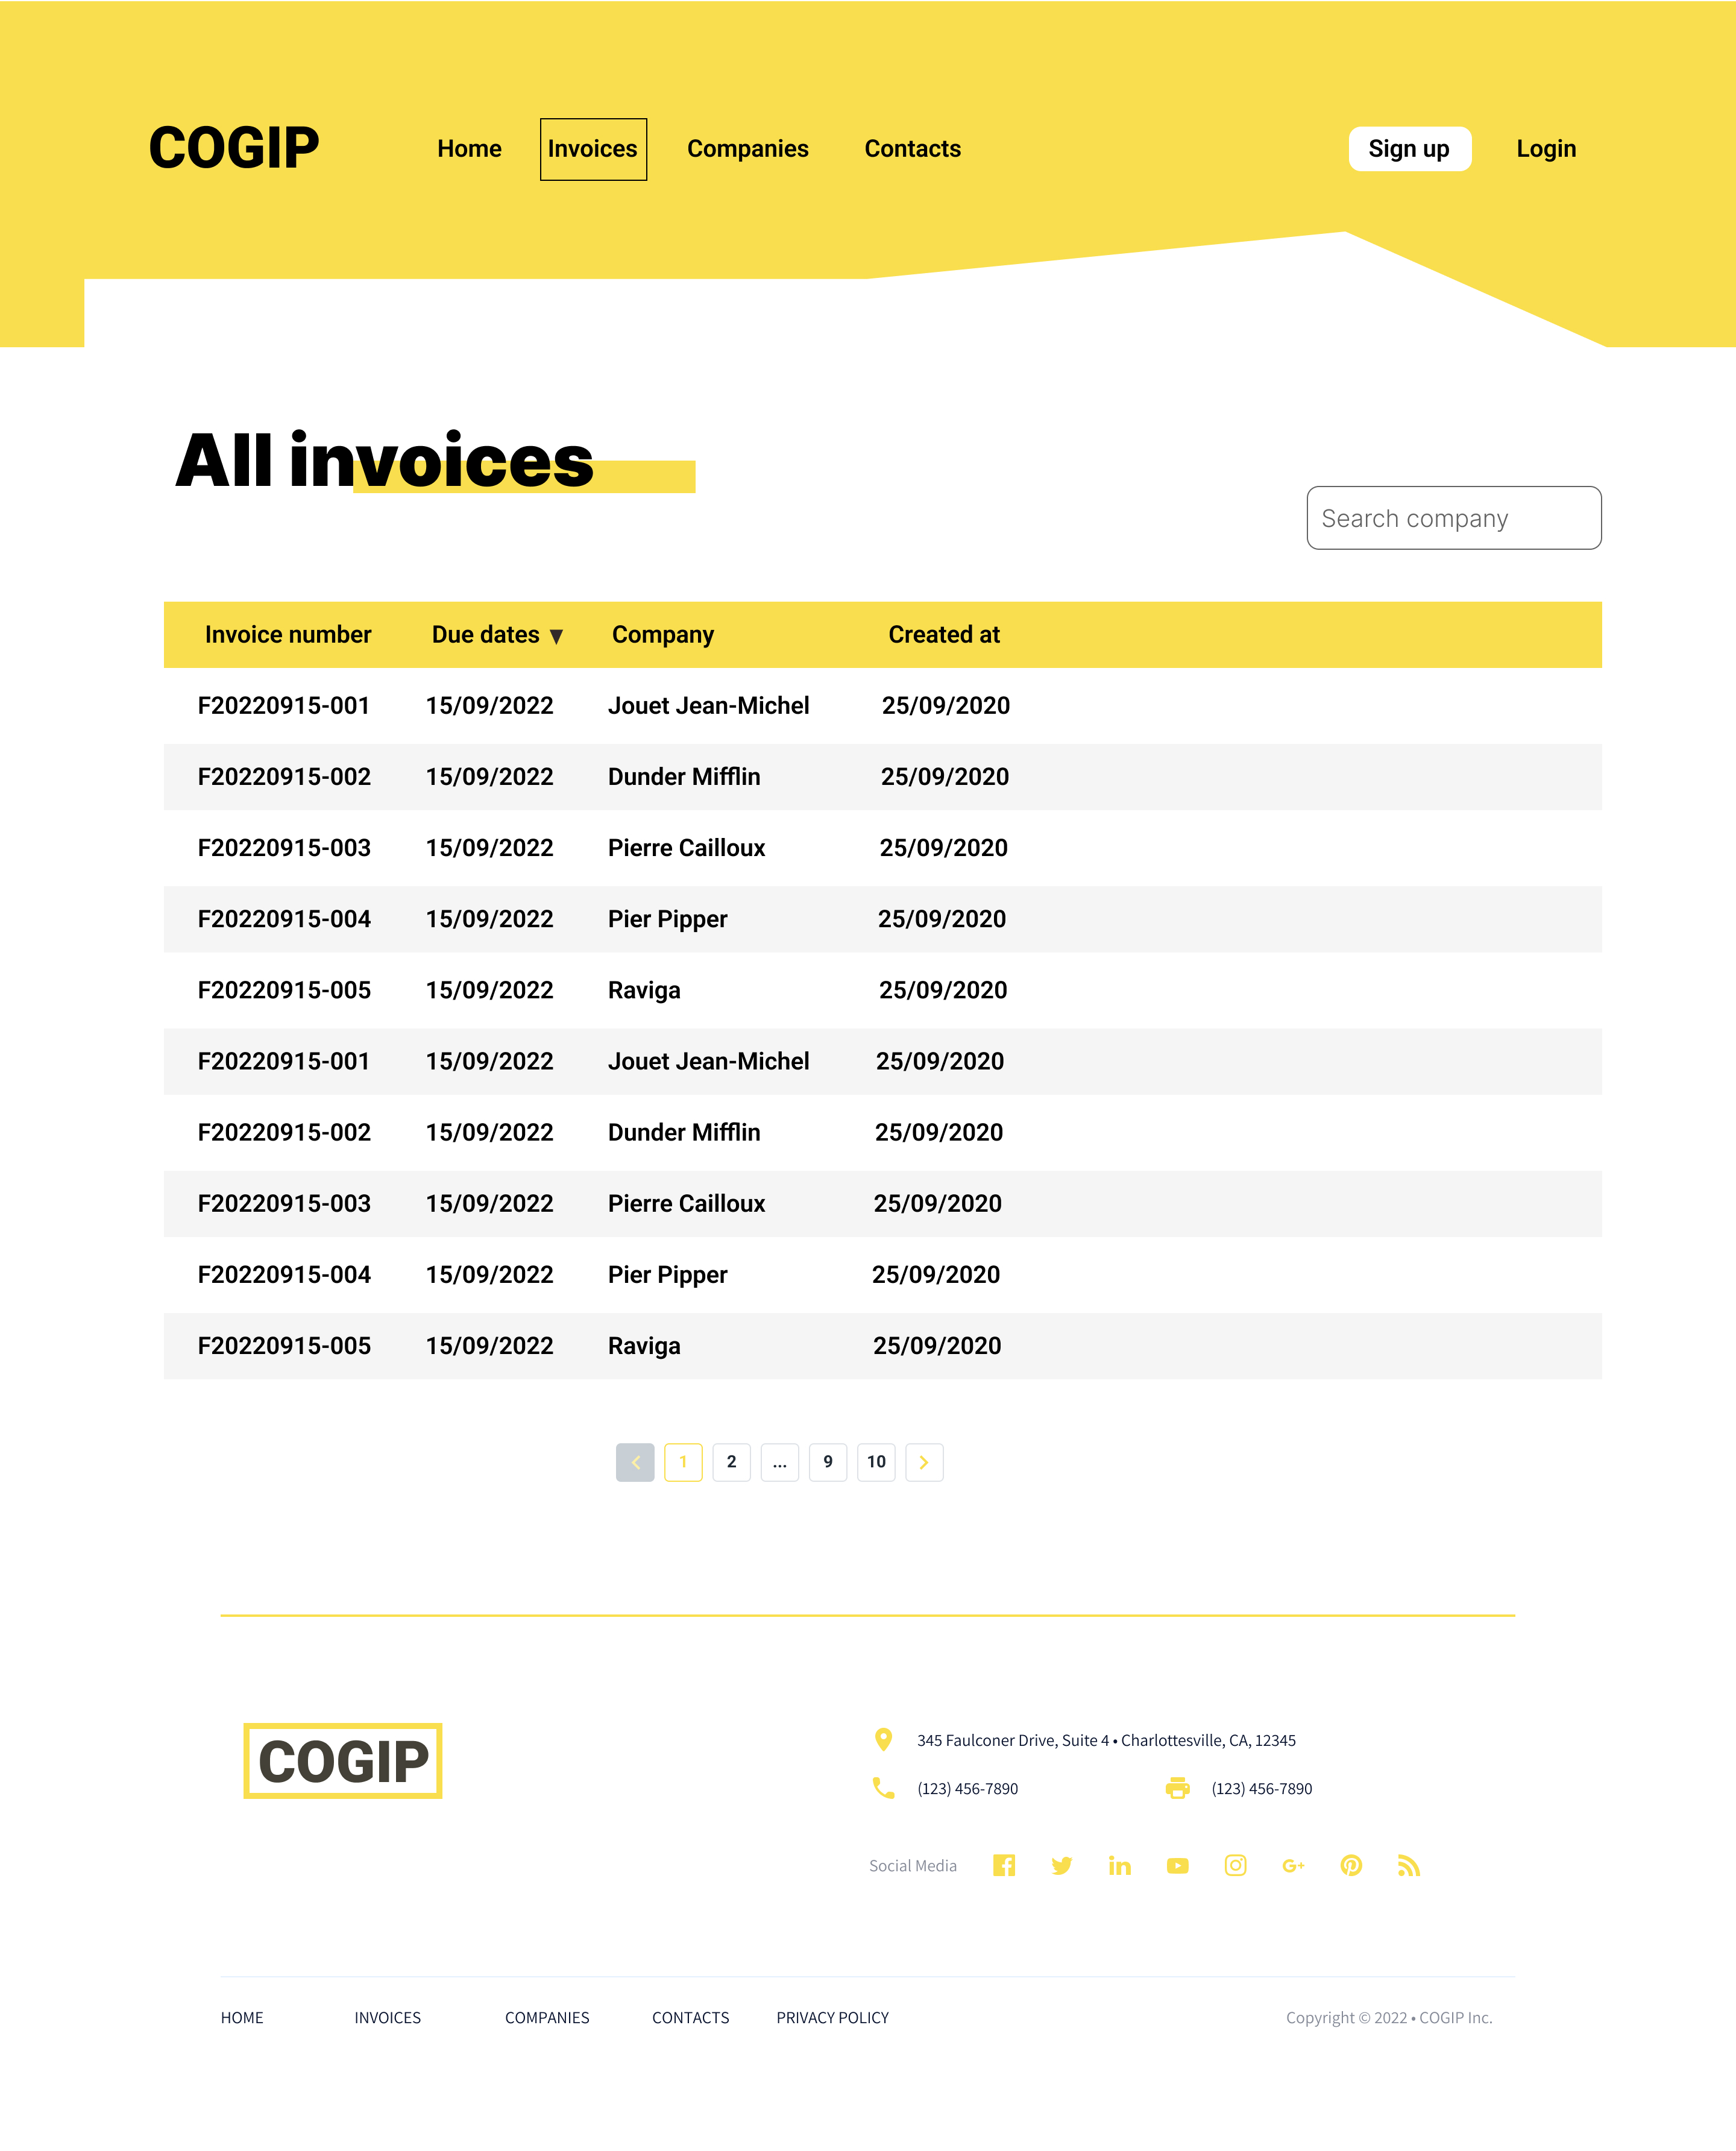 COGIP Home Invoices Companies Contacts Sign up Login
All invoices
Search company
Invoice number Due dates ▼ Company Created at
F20220915-001 15/09/2022 Jouet Jean-Michel 25/09/2020
F20220915-002 15/09/2022 Dunder Mifflin 25/09/2020
F20220915-003 15/09/2022 Pierre Cailloux 25/09/2020
F20220915-004 15/09/2022 Pier Pipper 25/09/2020
F20220915-005 15/09/2022 Raviga 25/09/2020
F20220915-001 15/09/2022 Jouet Jean-Michel 25/09/2020
F20220915-002 15/09/2022 Dunder Mifflin 25/09/2020
F20220915-003 15/09/2022 Pierre Cailloux 25/09/2020
F20220915-004 15/09/2022 Pier Pipper 25/09/2020
F20220915-005 15/09/2022 Raviga 25/09/2020
< 1 2 ... 9 10 >
COGIP
345 Faulconer Drive, Suite 4 • Charlottesville, CA, 12345
(123) 456-7890 (123) 456-7890
Social Media
HOME INVOICES COMPANIES CONTACTS PRIVACY POLICY Copyright © 2022 • COGIP Inc.